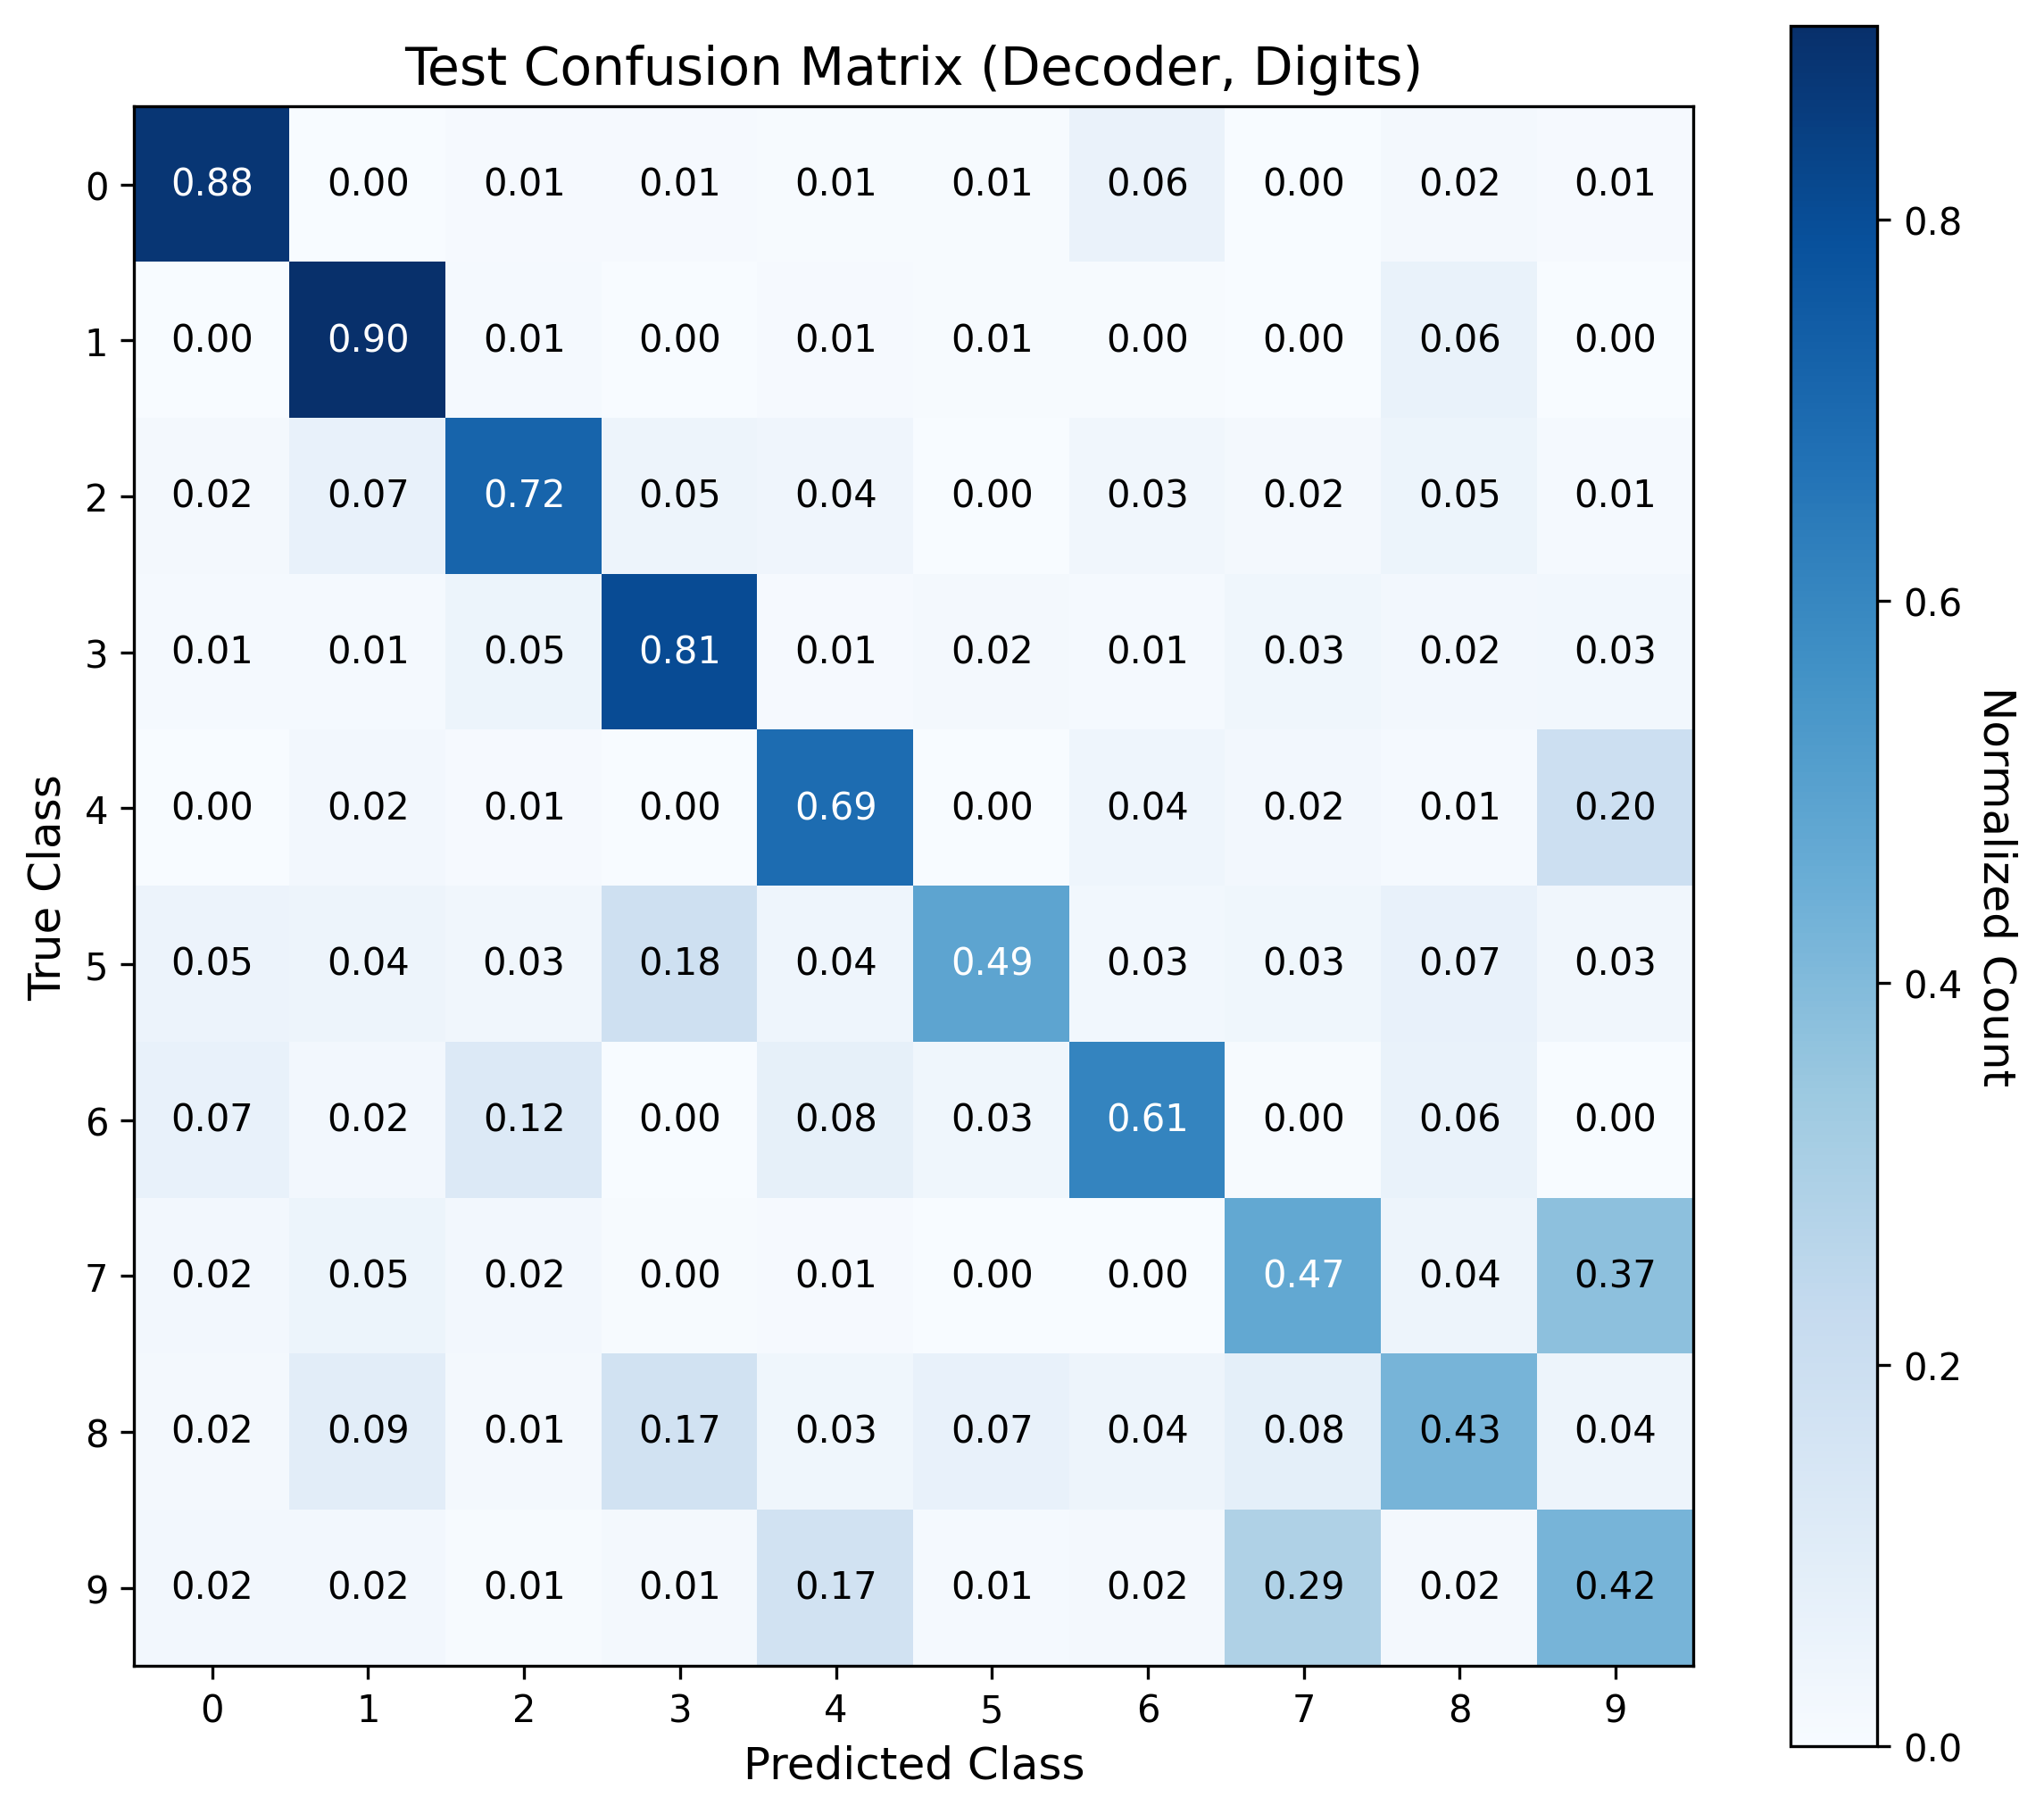 Test Confusion Matrix (Decoder, Digits)
0 0.88 0.00 0.01 0.01 0.01 0.01 0.06 0.00 0.02 0.01
1 0.00 0.90 0.01 0.00 0.01 0.01 0.00 0.00 0.06 0.00
2 0.02 0.07 0.72 0.05 0.04 0.00 0.03 0.02 0.05 0.01
3 0.01 0.01 0.05 0.81 0.01 0.02 0.01 0.03 0.02 0.03
4 0.00 0.02 0.01 0.00 0.69 0.00 0.04 0.02 0.01 0.20
5 0.05 0.04 0.03 0.18 0.04 0.49 0.03 0.03 0.07 0.03
6 0.07 0.02 0.12 0.00 0.08 0.03 0.61 0.00 0.06 0.00
7 0.02 0.05 0.02 0.00 0.01 0.00 0.00 0.47 0.04 0.37
8 0.02 0.09 0.01 0.17 0.03 0.07 0.04 0.08 0.43 0.04
9 0.02 0.02 0.01 0.01 0.17 0.01 0.02 0.29 0.02 0.42
0 1 2 3 4 5 6 7 8 9
Predicted Class
True Class
0.8
0.6
0.4
0.2
0.0
Normalized Count